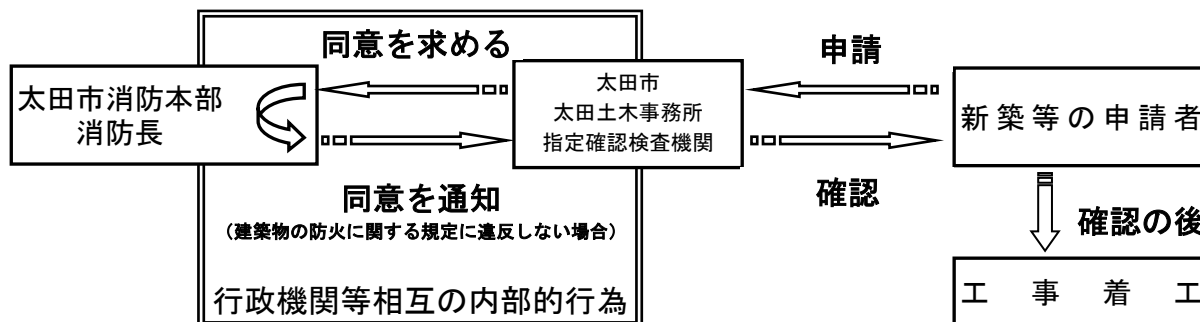 同意を求める
申請
太田市消防本部
消防長
太田市
太田土木事務所
指定確認検査機関
新築等の申請者
確認
同意を通知
(建築物の防火に関する規定に違反しない場合)
確認の後
行政機関等相互の内部的行為
工事着工